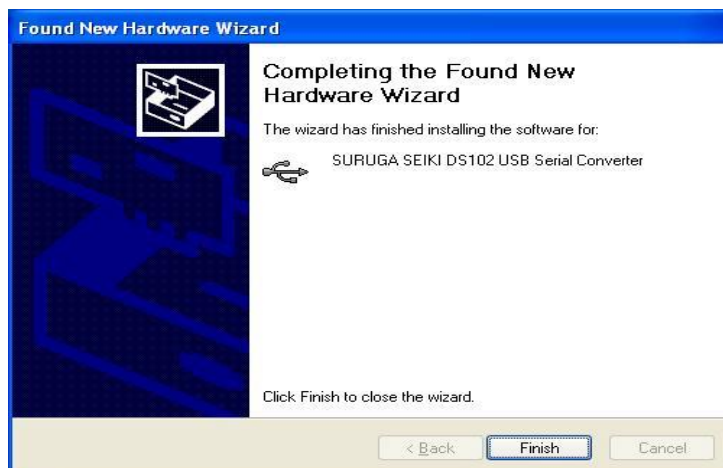 Found New Hardware Wizard
Completing the Found New
Hardware Wizard
The wizard has finished installing the software for:
SURUGA SEIKI DS102 USB Serial Converter
Click Finish to close the wizard.
< Back
Finish
Cancel